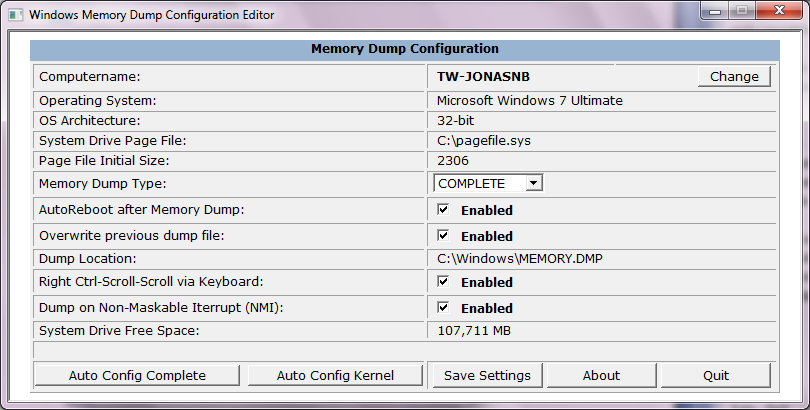 Windows Memory Dump Configuration Editor
Memory Dump Configuration
Computername: TW-JONASNB Change
Operating System: Microsoft Windows 7 Ultimate
OS Architecture: 32-bit
System Drive Page File: C:\pagefile.sys
Page File Initial Size: 2306
Memory Dump Type: COMPLETE
AutoReboot after Memory Dump: Enabled
Overwrite previous dump file: Enabled
Dump Location: C:\Windows\MEMORY.DMP
Right Ctrl-Scroll-Scroll via Keyboard: Enabled
Dump on Non-Maskable Iterrupt (NMI): Enabled
System Drive Free Space: 107,711 MB
Auto Config Complete Auto Config Kernel Save Settings About Quit